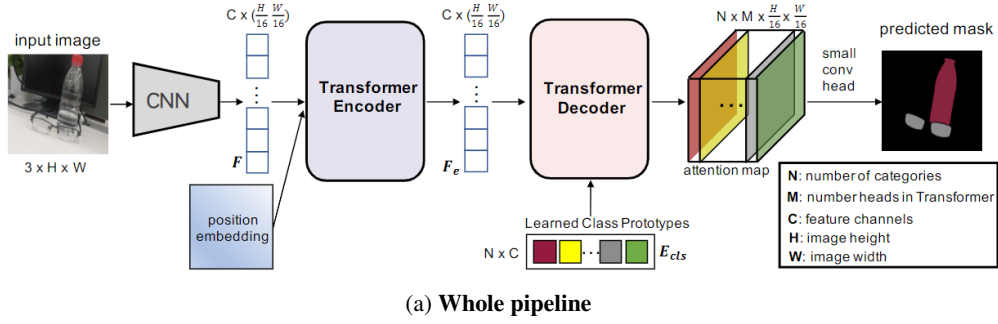 input image
3 x H x W
CNN
C x (H/16 W/16)
F
position
embedding
Transformer
Encoder
C x (H/16 W/16)
F_e
Transformer
Decoder
Learned Class Prototypes
N x C
...
E_cls
N x M x H/16 x W/16
...
attention map
small
conv
head
predicted mask
N: number of categories
M: number heads in Transformer
C: feature channels
H: image height
W: image width
(a) Whole pipeline